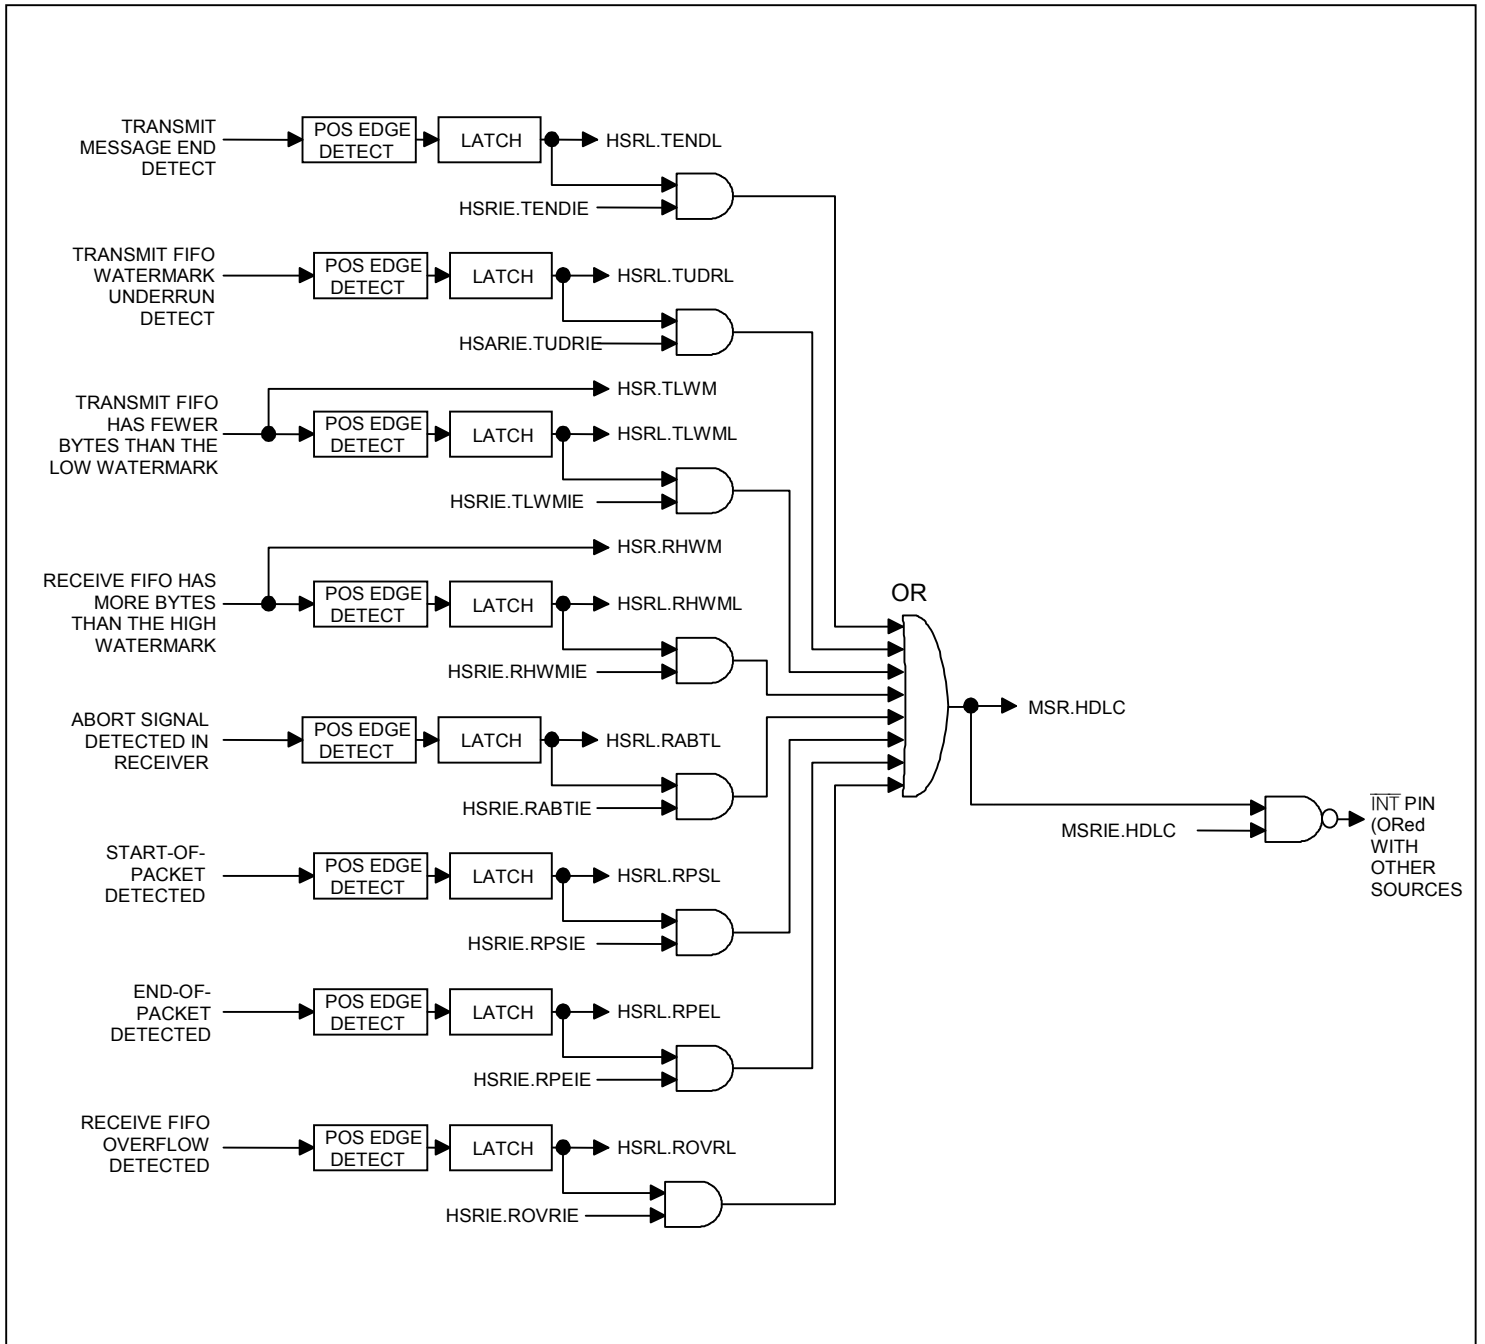 TRANSMIT
MESSAGE END
DETECT
POS EDGE
DETECT
LATCH
HSRL.TENDL
HSRIE.TENDIE
TRANSMIT FIFO
WATERMARK
UNDERRUN
DETECT
POS EDGE
DETECT
LATCH
HSRL.TUDRL
HSARIE.TUDRIE
HSR.TLWM
TRANSMIT FIFO
HAS FEWER
BYTES THAN THE
LOW WATERMARK
POS EDGE
DETECT
LATCH
HSRL.TLWML
HSRIE.TLWMIE
HSR.RHWM
RECEIVE FIFO HAS
MORE BYTES
THAN THE HIGH
WATERMARK
POS EDGE
DETECT
LATCH
HSRL.RHWML
HSRIE.RHWMIE
OR
ABORT SIGNAL
DETECTED IN
RECEIVER
POS EDGE
DETECT
LATCH
HSRL.RABTL
HSRIE.RABTIE
MSR.HDLC
MSRIE.HDLC
INT PIN
(ORed
WITH
OTHER
SOURCES
START-OF-
PACKET
DETECTED
POS EDGE
DETECT
LATCH
HSRL.RPSL
HSRIE.RPSIE
END-OF-
PACKET
DETECTED
POS EDGE
DETECT
LATCH
HSRL.RPEL
HSRIE.RPEIE
RECEIVE FIFO
OVERFLOW
DETECTED
POS EDGE
DETECT
LATCH
HSRL.ROVRL
HSRIE.ROVRIE